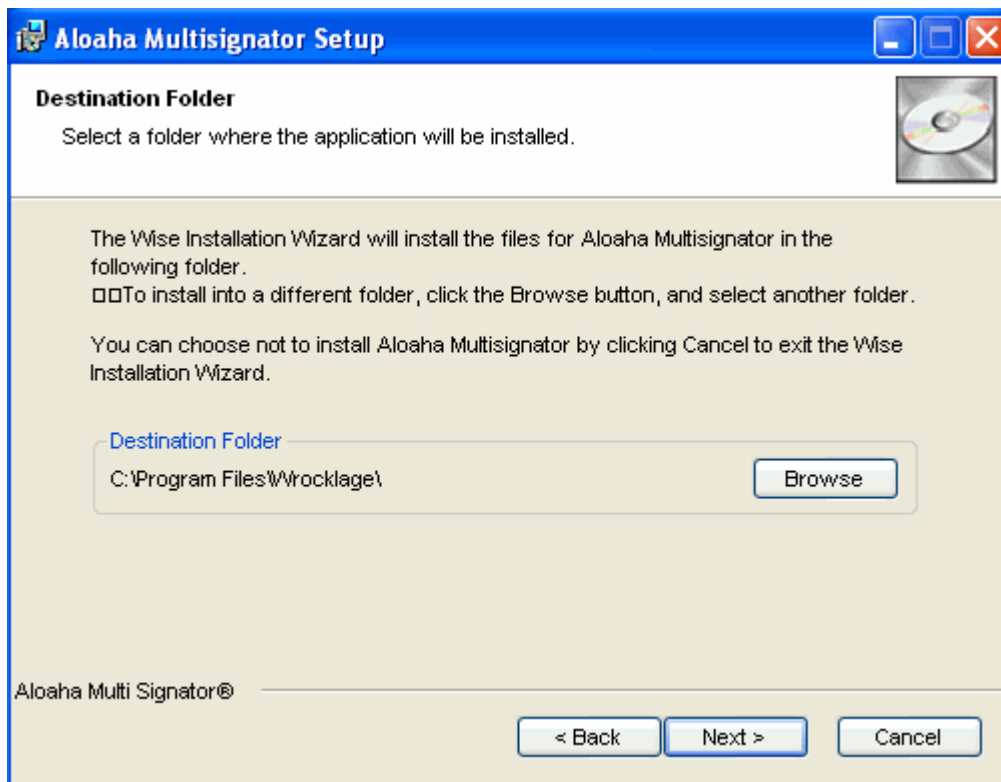 Aloaha Multisignator Setup
Destination Folder
Select a folder where the application will be installed.
The Wise Installation Wizard will install the files for Aloaha Multisignator in the
following folder.
□□To install into a different folder, click the Browse button, and select another folder.
You can choose not to install Aloaha Multisignator by clicking Cancel to exit the Wise
Installation Wizard.
Destination Folder
C:\Program Files\Wrocklage\
Browse
Aloaha Multi Signator®
< Back
Next >
Cancel